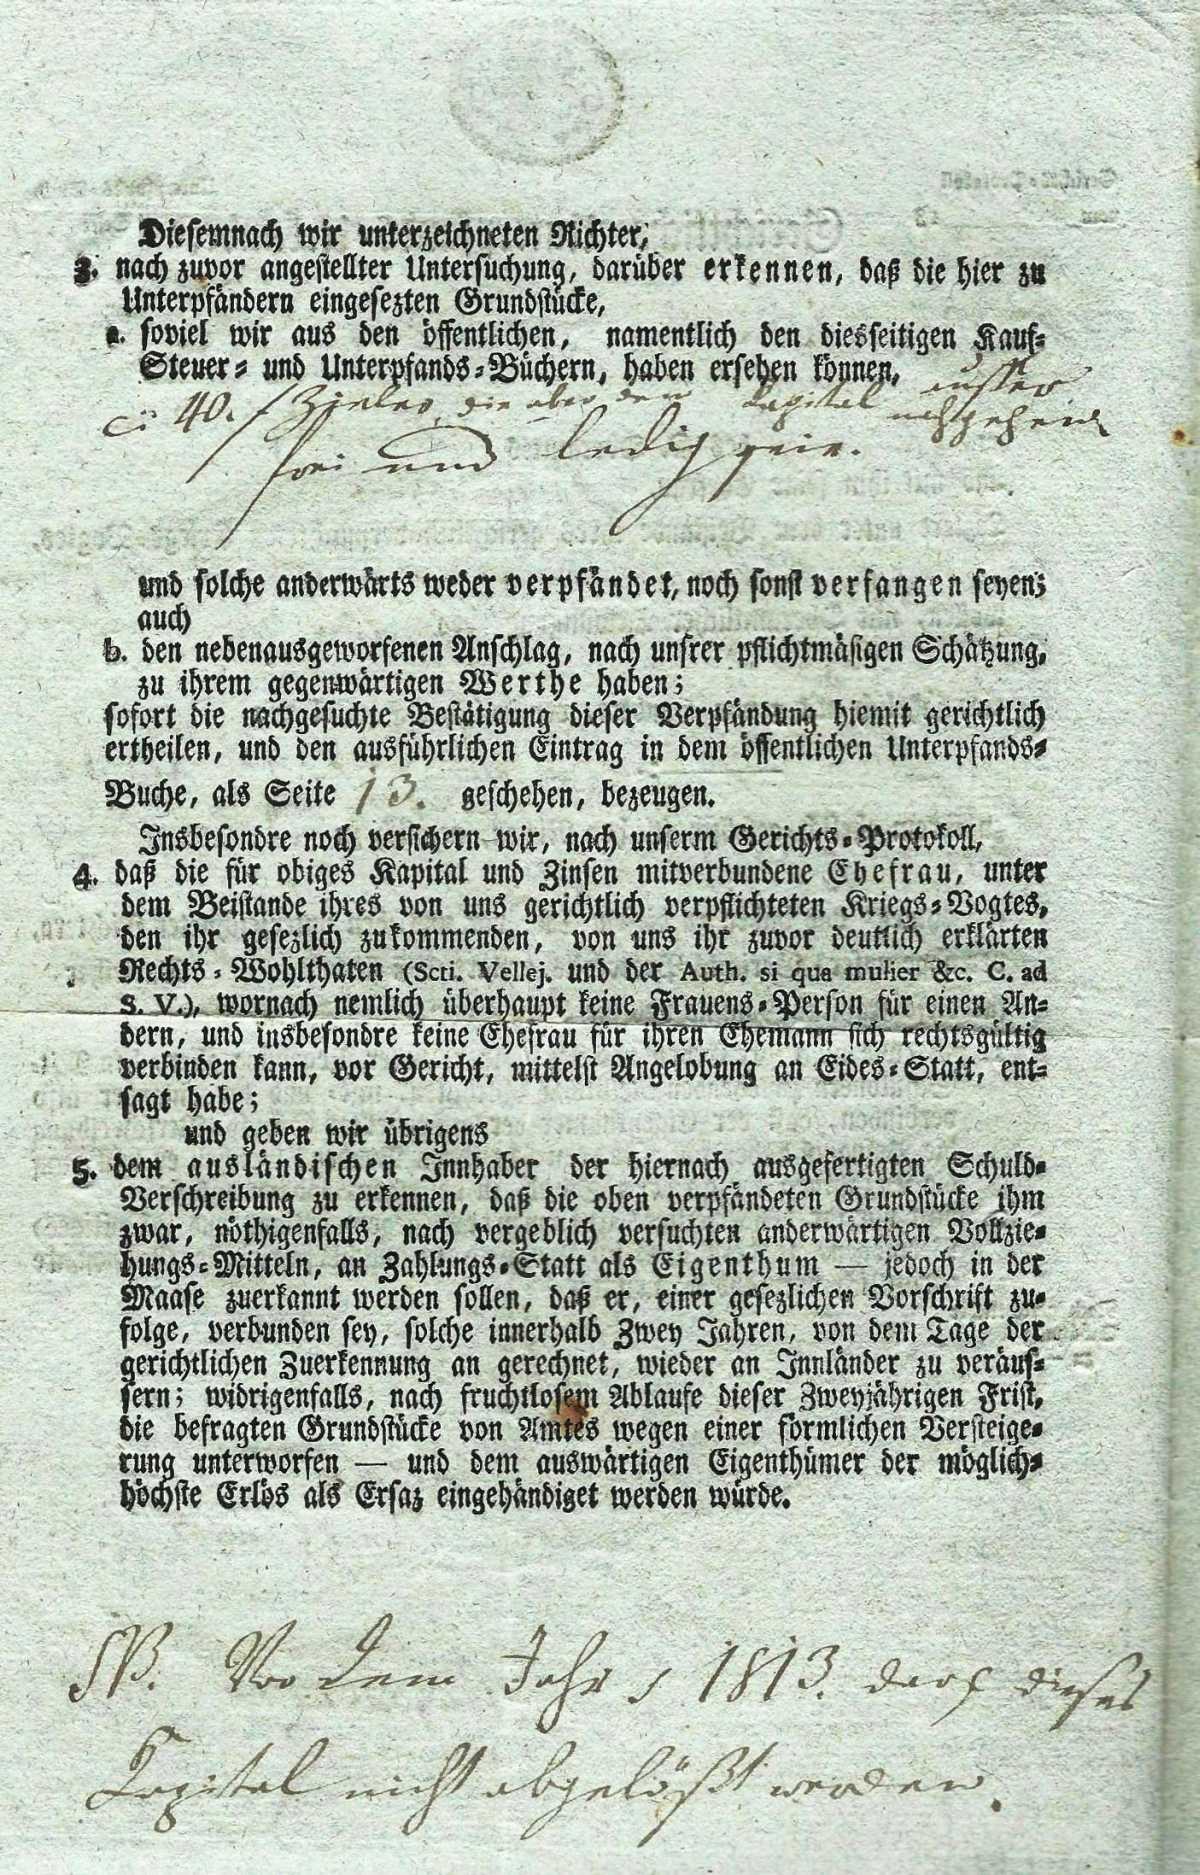 Diesemnach wir unterzeichneten Richter,
3. nach zuvor angestellter Untersuchung, darüber erkennen, daß die hier zu
Unterpfändern eingesezten Grundstücke,
a. soviel wir aus den öffentlichen, namentlich den diesseitigen Kauf-
Steuer- und Unterpfands-Büchern, haben ersehen können,
ausser
40. f Zieler, die aber dem Capital nachgehend
frei und ledig seie.
und solche anderwärts weder verpfändet, noch sonst verfangen seyen;
auch
b. den nebenausgeworfenen Anschlag, nach unsrer pflichtmäsigen Schätzung,
zu ihrem gegenwärtigen Werthe haben;
sofort die nachgesuchte Bestätigung dieser Verpfändung hiemit gerichtlich
ertheilen, und den ausführlichen Eintrag in dem öffentlichen Unterpfands-
Buche, als Seite 13. geschehen, bezeugen.
Insbesondre noch versichern wir, nach unserm Gerichts-Protokoll,
4. daß die für obiges Kapital und Zinsen mitverbundene Ehefrau, unter
dem Beistande ihres von uns gerichtlich verpflichteten Kriegs-Vogtes,
den ihr gesezlich zukommenden, von uns ihr zuvor deutlich erklärten
Rechts-Wohlthaten (Scti. Vellej. und der Auth. si qua mulier &c. C. ad
S. V.), wornach nemlich überhaupt keine Frauens-Person für einen An-
dern, und insbesondre keine Ehefrau für ihren Ehemann sich rechtsgültig
verbinden kann, vor Gericht, mittelst Angelobung an Eides-Statt, ent-
sagt habe;
und geben wir übrigens
5. dem ausländischen Innhaber der hiernach ausgefertigten Schuld-
Verschreibung zu erkennen, daß die oben verpfändeten Grundstücke ihm
zwar, nöthigenfalls, nach vergeblich versuchten anderwärtigen Vollzie-
hungs-Mitteln, an Zahlungs-Statt als Eigenthum — jedoch in der
Maase zuerkannt werden sollen, daß er, einer gesezlichen Vorschrift zu-
folge, verbunden sey, solche innerhalb Zwey Jahren, von dem Tage der
gerichtlichen Zuerkennung an gerechnet, wieder an Innländer zu veräus-
sern; widrigenfalls, nach fruchtlosem Ablaufe dieser Zweyjährigen Frist,
die befragten Grundstücke von Amtes wegen einer förmlichen Versteige-
rung unterworfen — und dem auswärtigen Eigenthümer der möglich-
höchste Erlös als Ersaz eingehändiget werden würde.
Vor dem Jahr 1813. darf dieses
Capital nicht abgelößt werden.